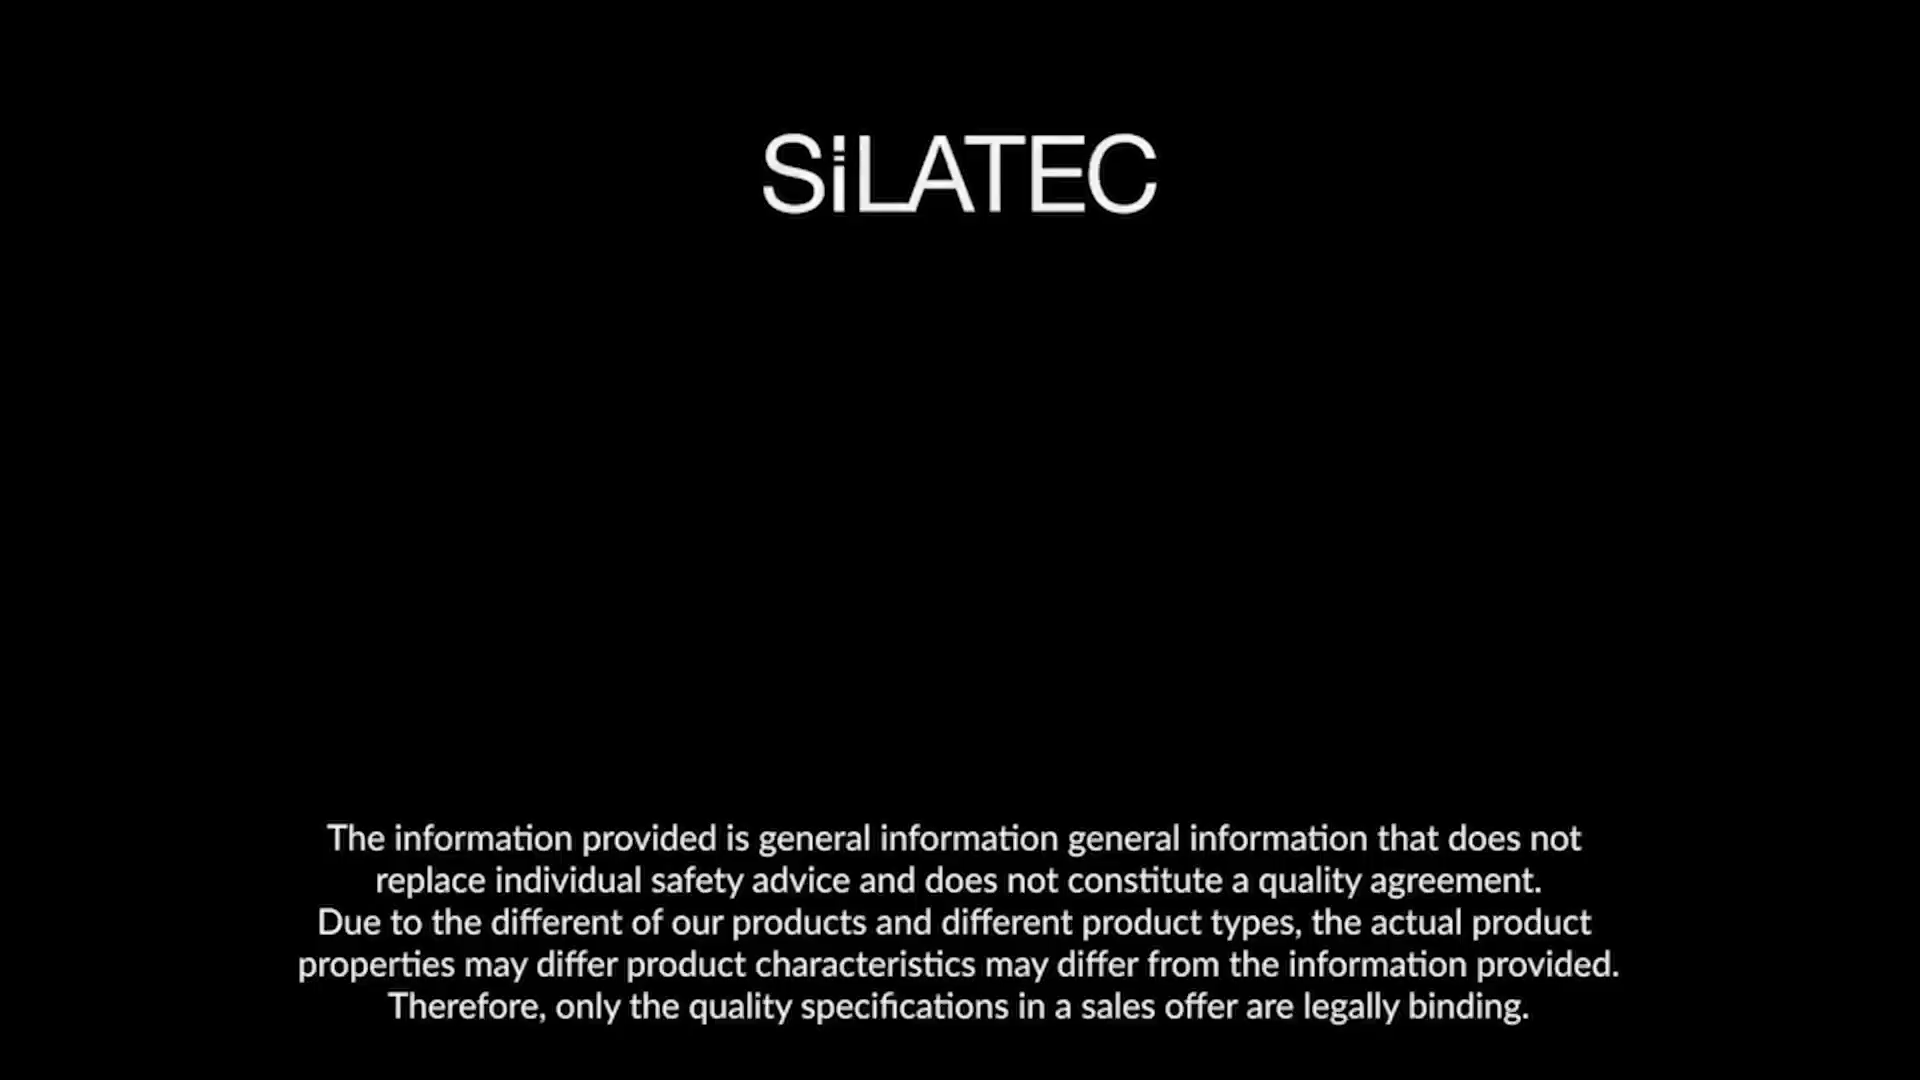 SiLATEC
The information provided is general information general information that does not
replace individual safety advice and does not constitute a quality agreement.
Due to the different of our products and different product types, the actual product
properties may differ product characteristics may differ from the information provided.
Therefore, only the quality specifications in a sales offer are legally binding.